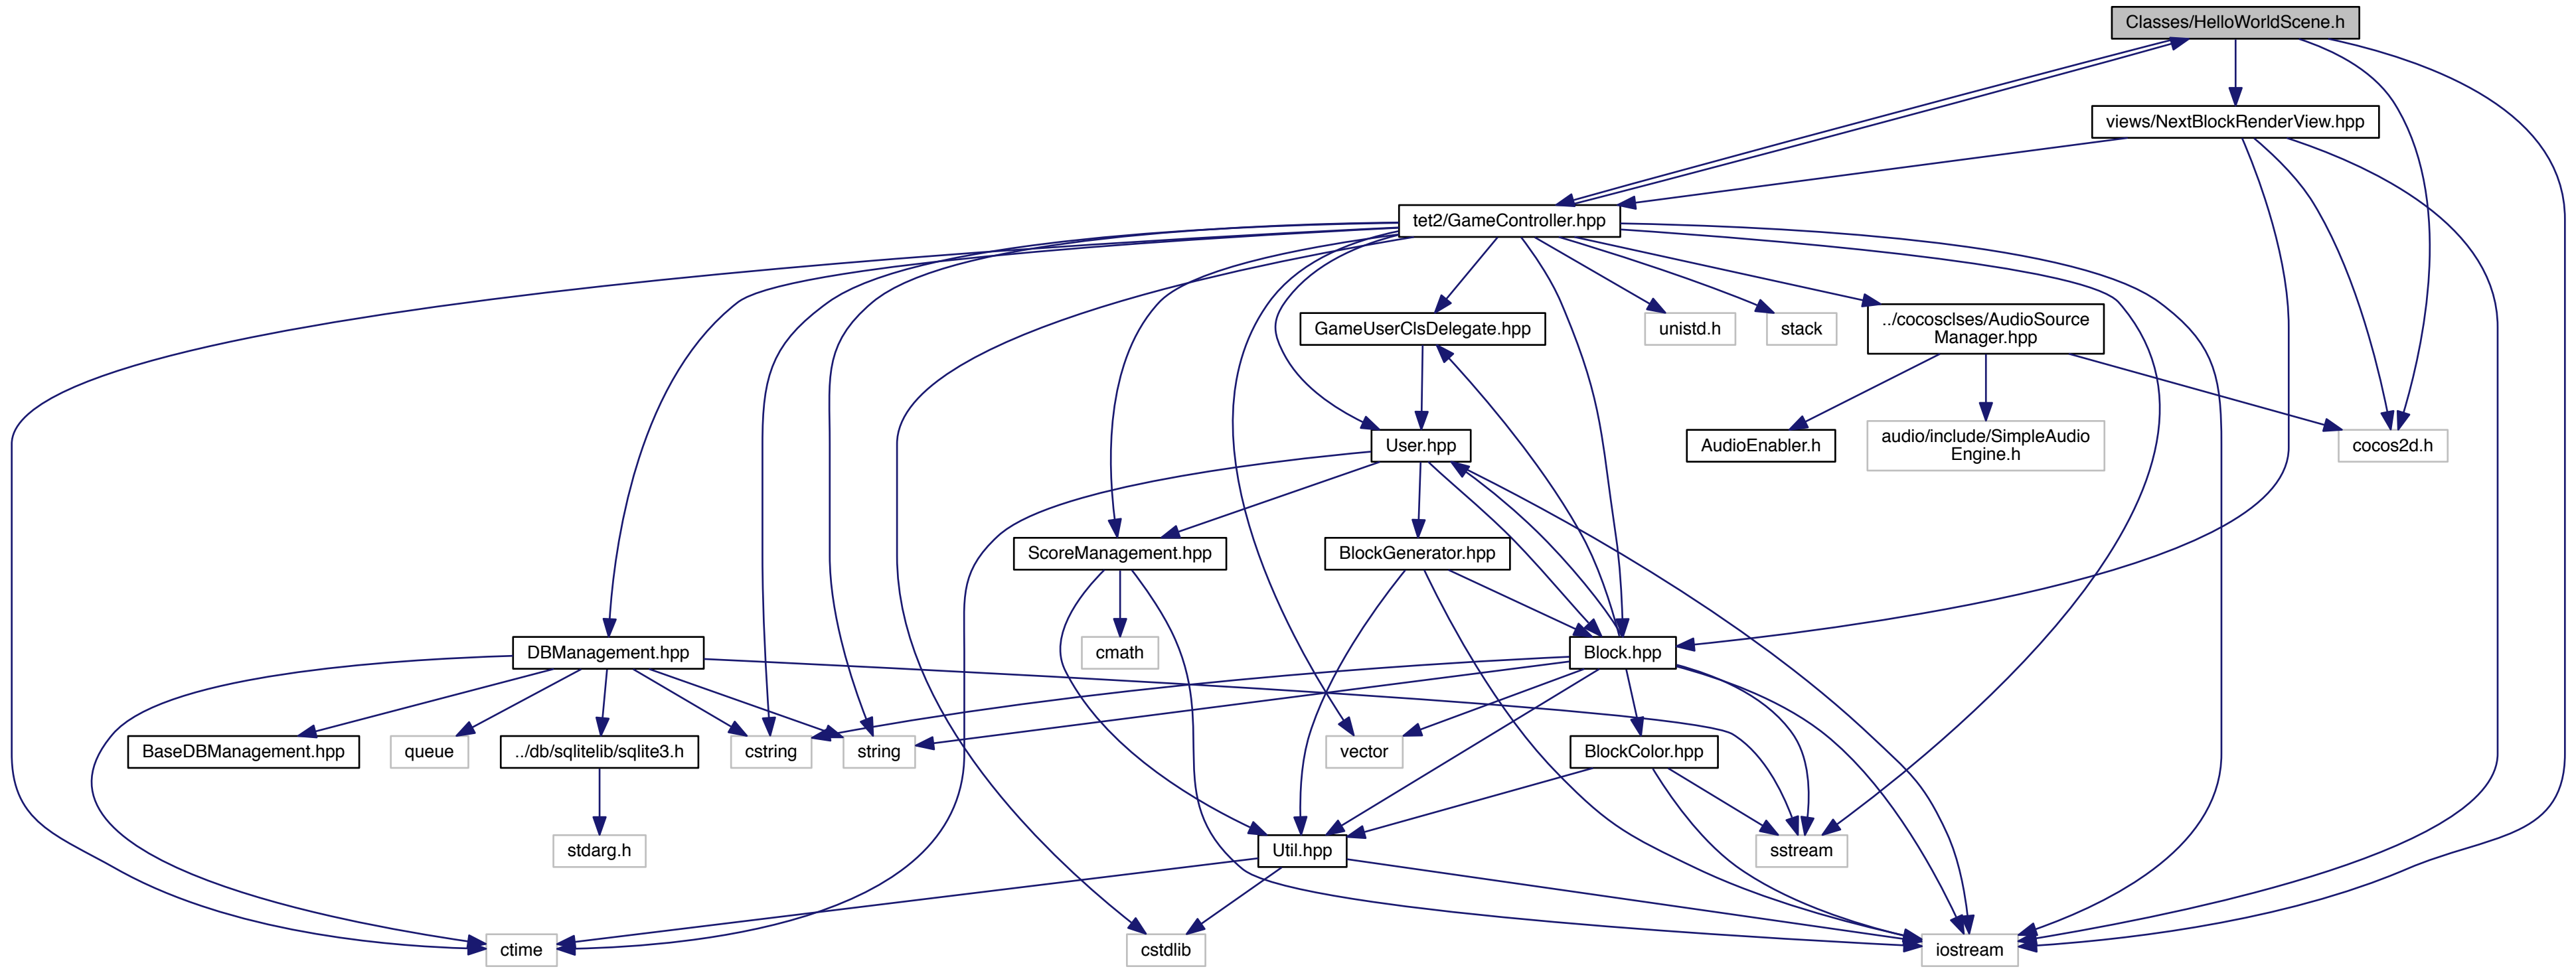 Classes/HelloWorldScene.h
views/NextBlockRenderView.hpp
tet2/GameController.hpp
GameUserClsDelegate.hpp
unistd.h
stack
../cocosclses/AudioSource
Manager.hpp
User.hpp
AudioEnabler.h
audio/include/SimpleAudio
Engine.h
cocos2d.h
ScoreManagement.hpp
BlockGenerator.hpp
DBManagement.hpp
cmath
Block.hpp
BaseDBManagement.hpp
queue
../db/sqlitelib/sqlite3.h
cstring
string
vector
BlockColor.hpp
stdarg.h
Util.hpp
sstream
ctime
cstdlib
iostream